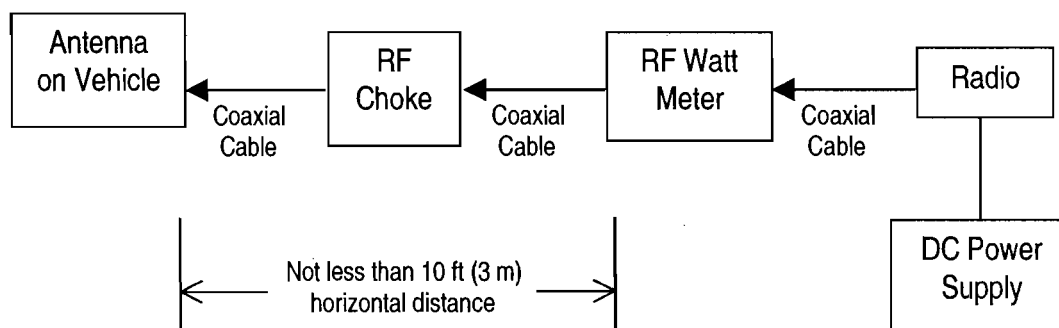 Antenna
on Vehicle
Coaxial
Cable
RF
Choke
Coaxial
Cable
RF Watt
Meter
Coaxial
Cable
Radio
Not less than 10 ft (3 m)
horizontal distance
DC Power
Supply